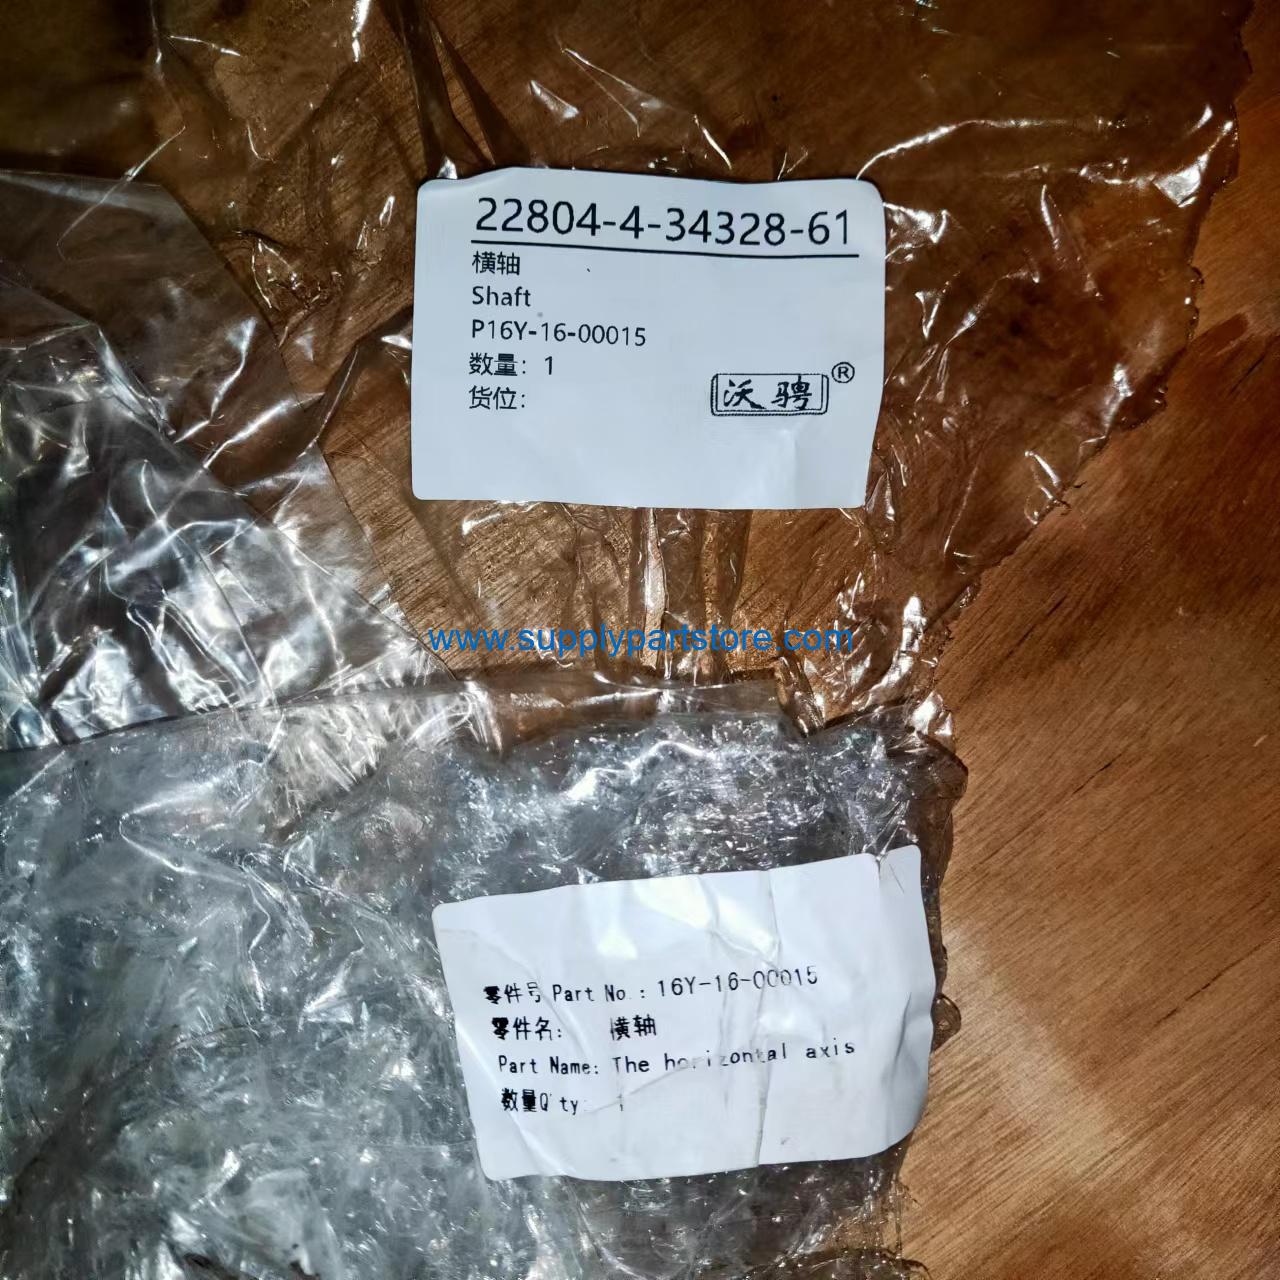 22804-4-34328-61
横轴
Shaft
P16Y-16-00015
数量: 1
货位:
沃骋®
www.supplypartstore.com
零件号 Part No.: 16Y-16-00015
零件名: 横轴
Part Name: The horizontal axis
数量Q'ty: 1